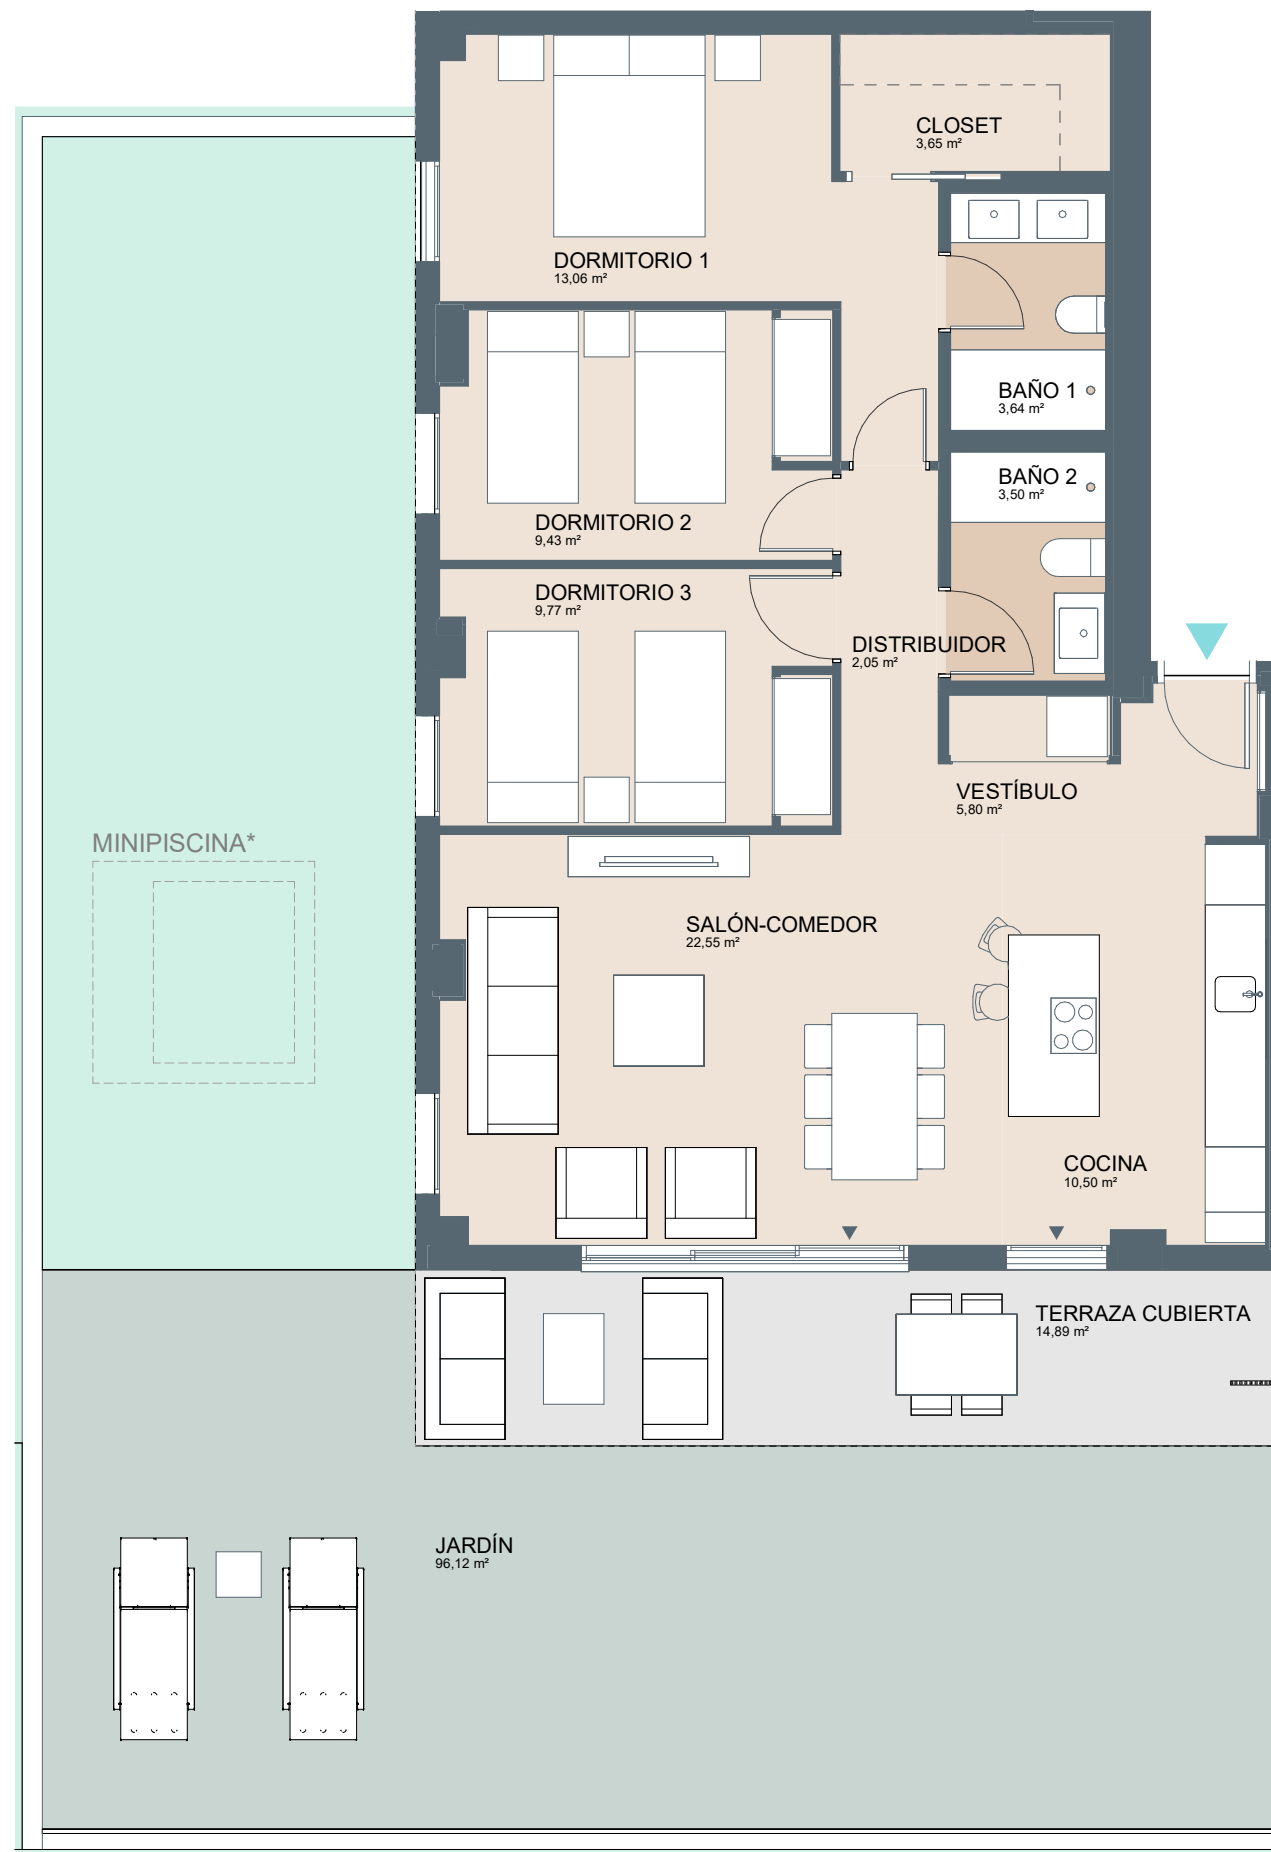 CLOSET
3,65 m²
DORMITORIO 1
13,06 m²
BAÑO 1
3,64 m²
BAÑO 2
3,50 m²
DORMITORIO 2
9,43 m²
DORMITORIO 3
9,77 m²
DISTRIBUIDOR
2,05 m²
VESTÍBULO
5,80 m²
MINIPISCINA*
SALÓN-COMEDOR
22,55 m²
COCINA
10,50 m²
TERRAZA CUBIERTA
14,89 m²
JARDÍN
96,12 m²